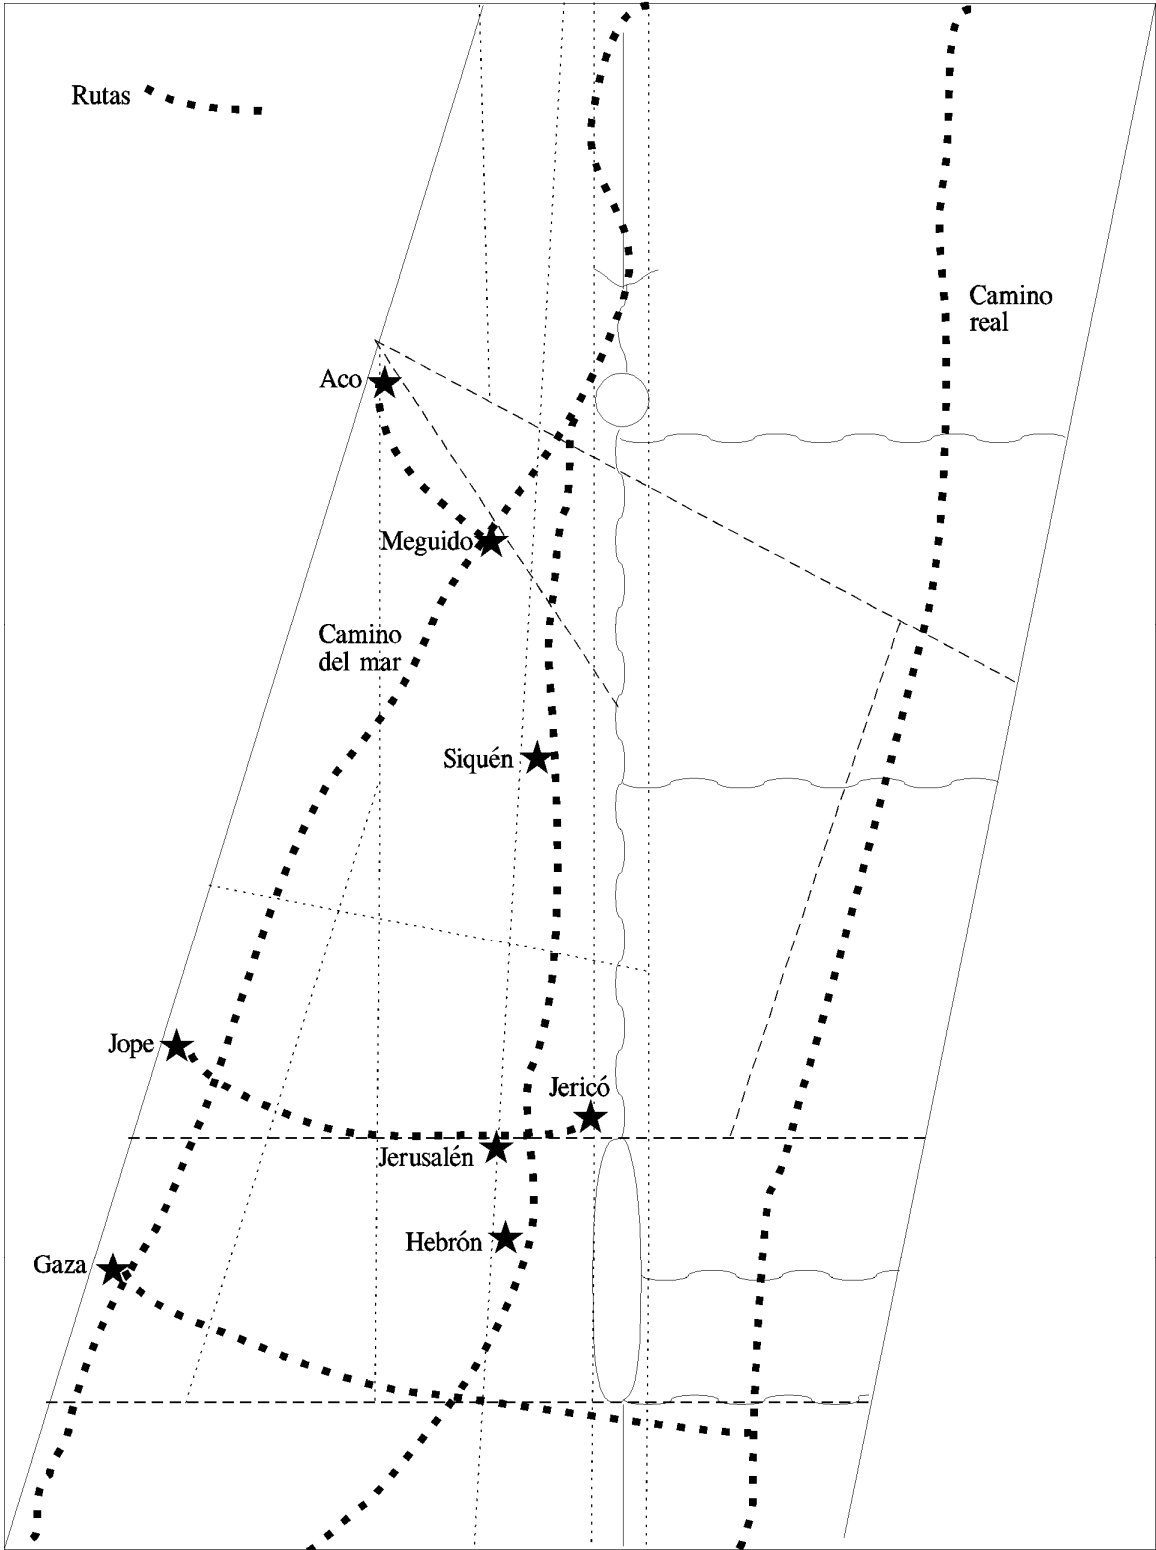 Rutas
Camino
real
Aco
Meguido
Camino
del mar
Siquén
Jope
Jericó
Jerusalén
Hebrón
Gaza